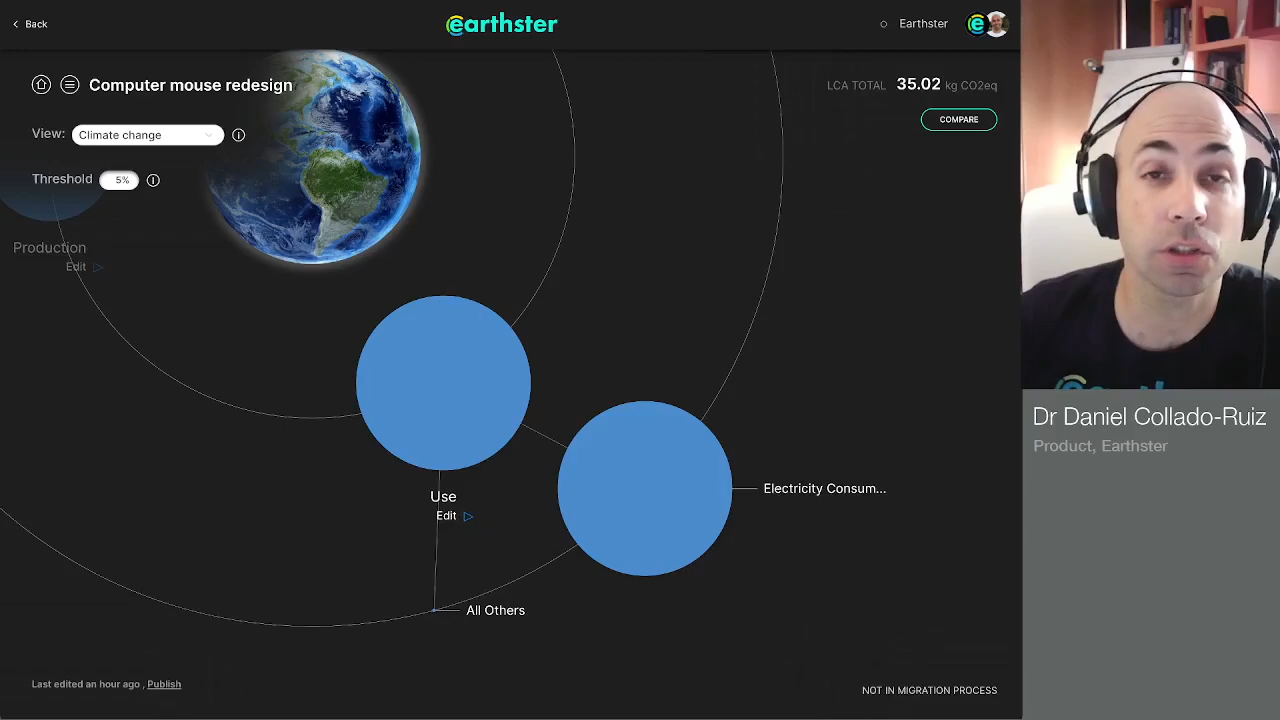 Back
earthster
Earthster
Computer mouse redesign
LCA TOTAL 35.02 kg CO2eq
COMPARE
View: Climate change
Threshold 5%
Production
Edit
Use
Edit
Electricity Consum...
All Others
Last edited an hour ago , Publish
NOT IN MIGRATION PROCESS
Dr Daniel Collado-Ruiz
Product, Earthster